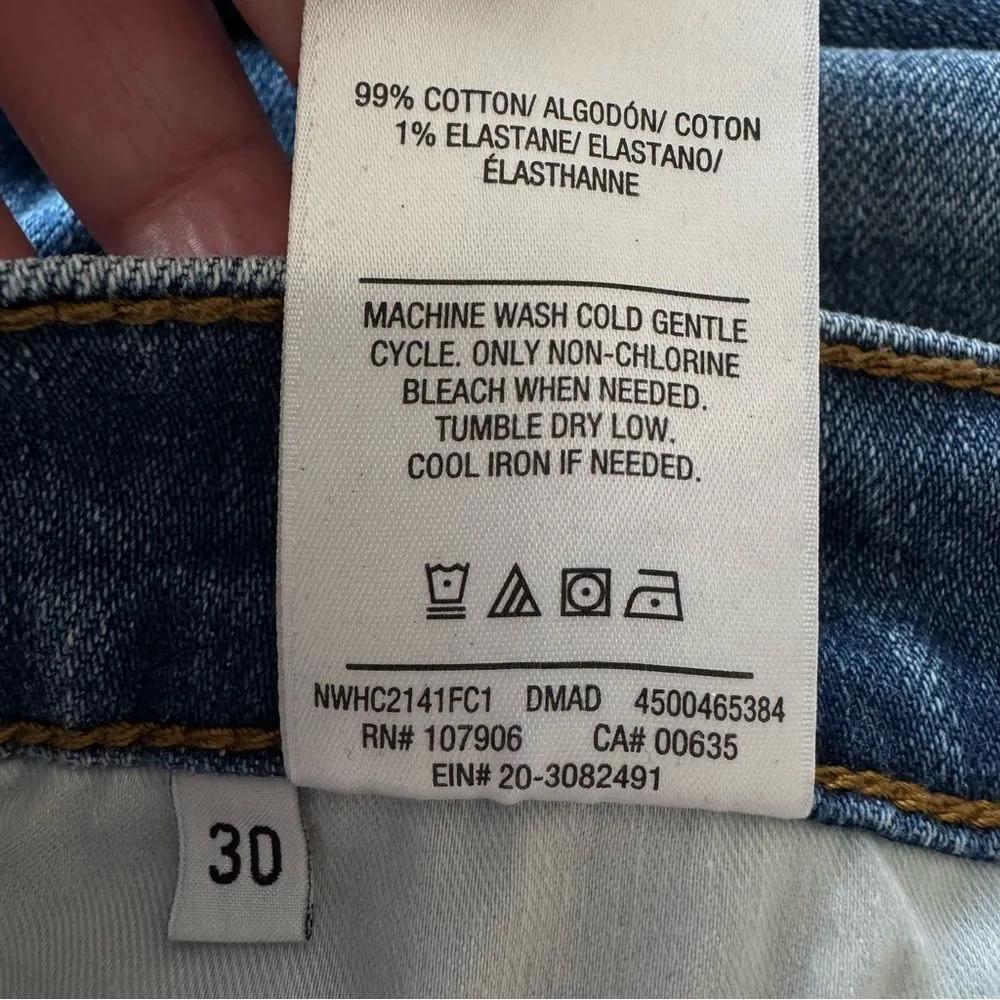 99% COTTON/ ALGODÓN/ COTON
1% ELASTANE/ ELASTANO/
ÉLASTHANNE
MACHINE WASH COLD GENTLE
CYCLE. ONLY NON-CHLORINE
BLEACH WHEN NEEDED.
TUMBLE DRY LOW.
COOL IRON IF NEEDED.
NWHC2141FC1 DMAD 4500465384
RN# 107906 CA# 00635
EIN# 20-3082491
30